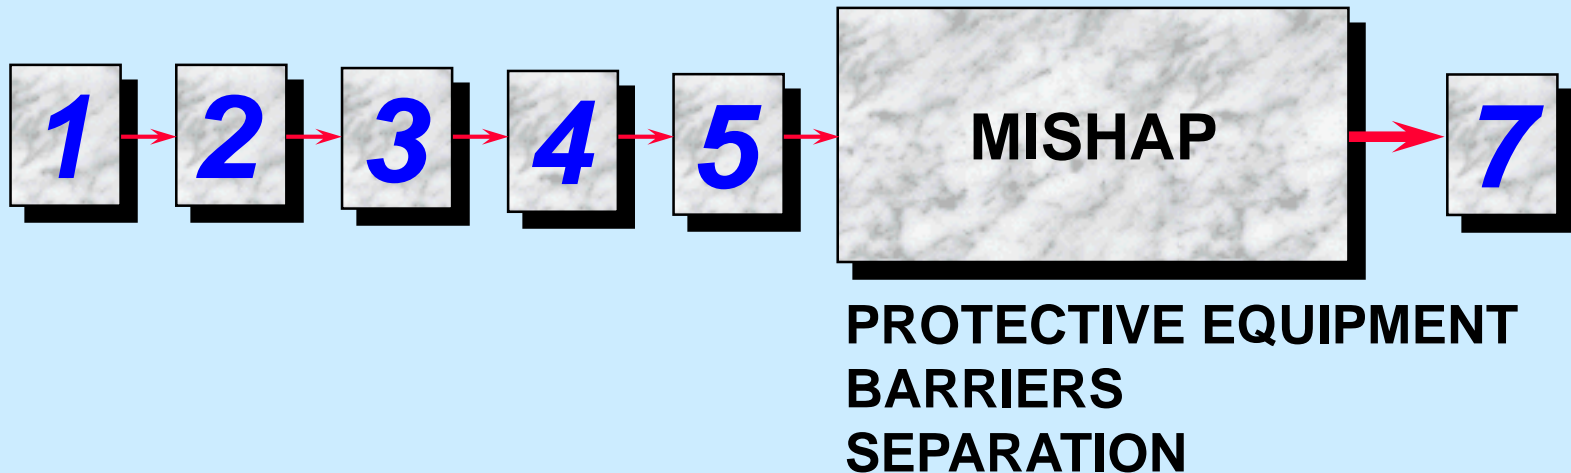 1 2 3 4 5 MISHAP 7
PROTECTIVE EQUIPMENT
BARRIERS
SEPARATION